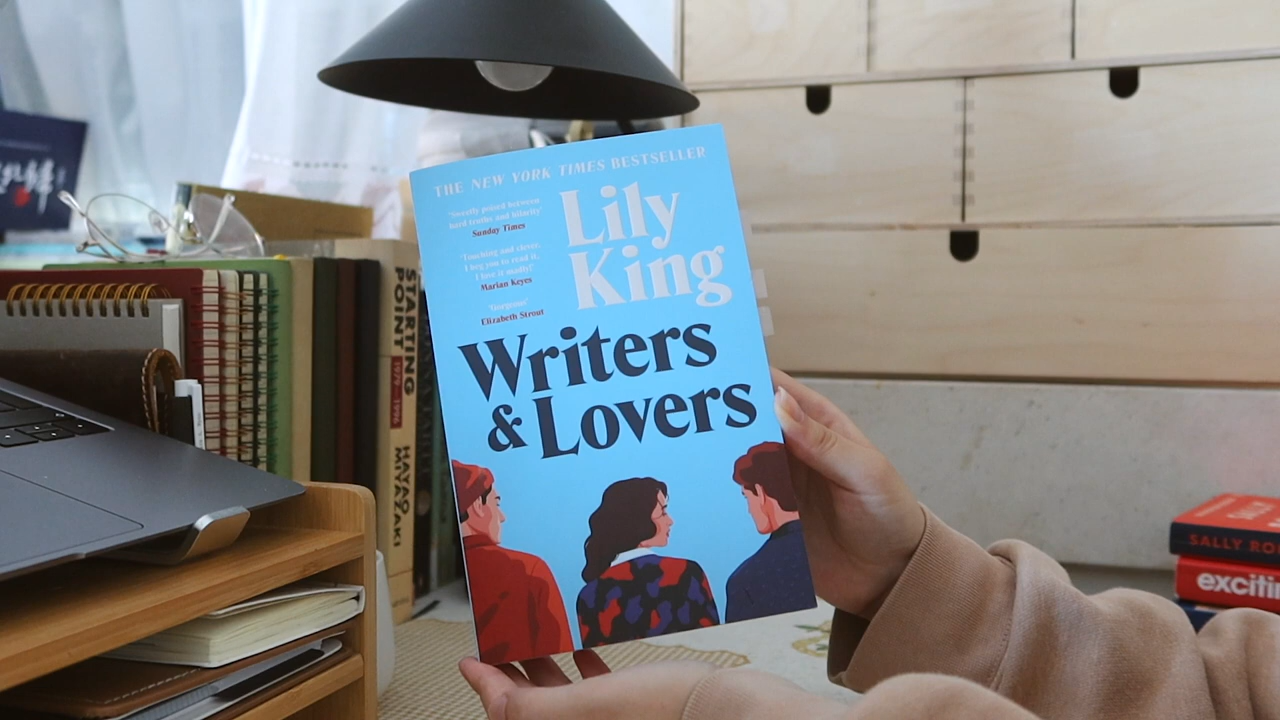 THE NEW YORK TIMES BESTSELLER
'Sweetly poised between
hard truths and hilarity'
Sunday Times
'Touching and clever,
I beg you to read it,
I love it madly!'
Marian Keyes
'Gorgeous'
Elizabeth Strout
Lily
King
Writers
& Lovers
STARTING
POINT
1979–1996
HAYAO
MIYAZAKI
SALLY RO
excitin